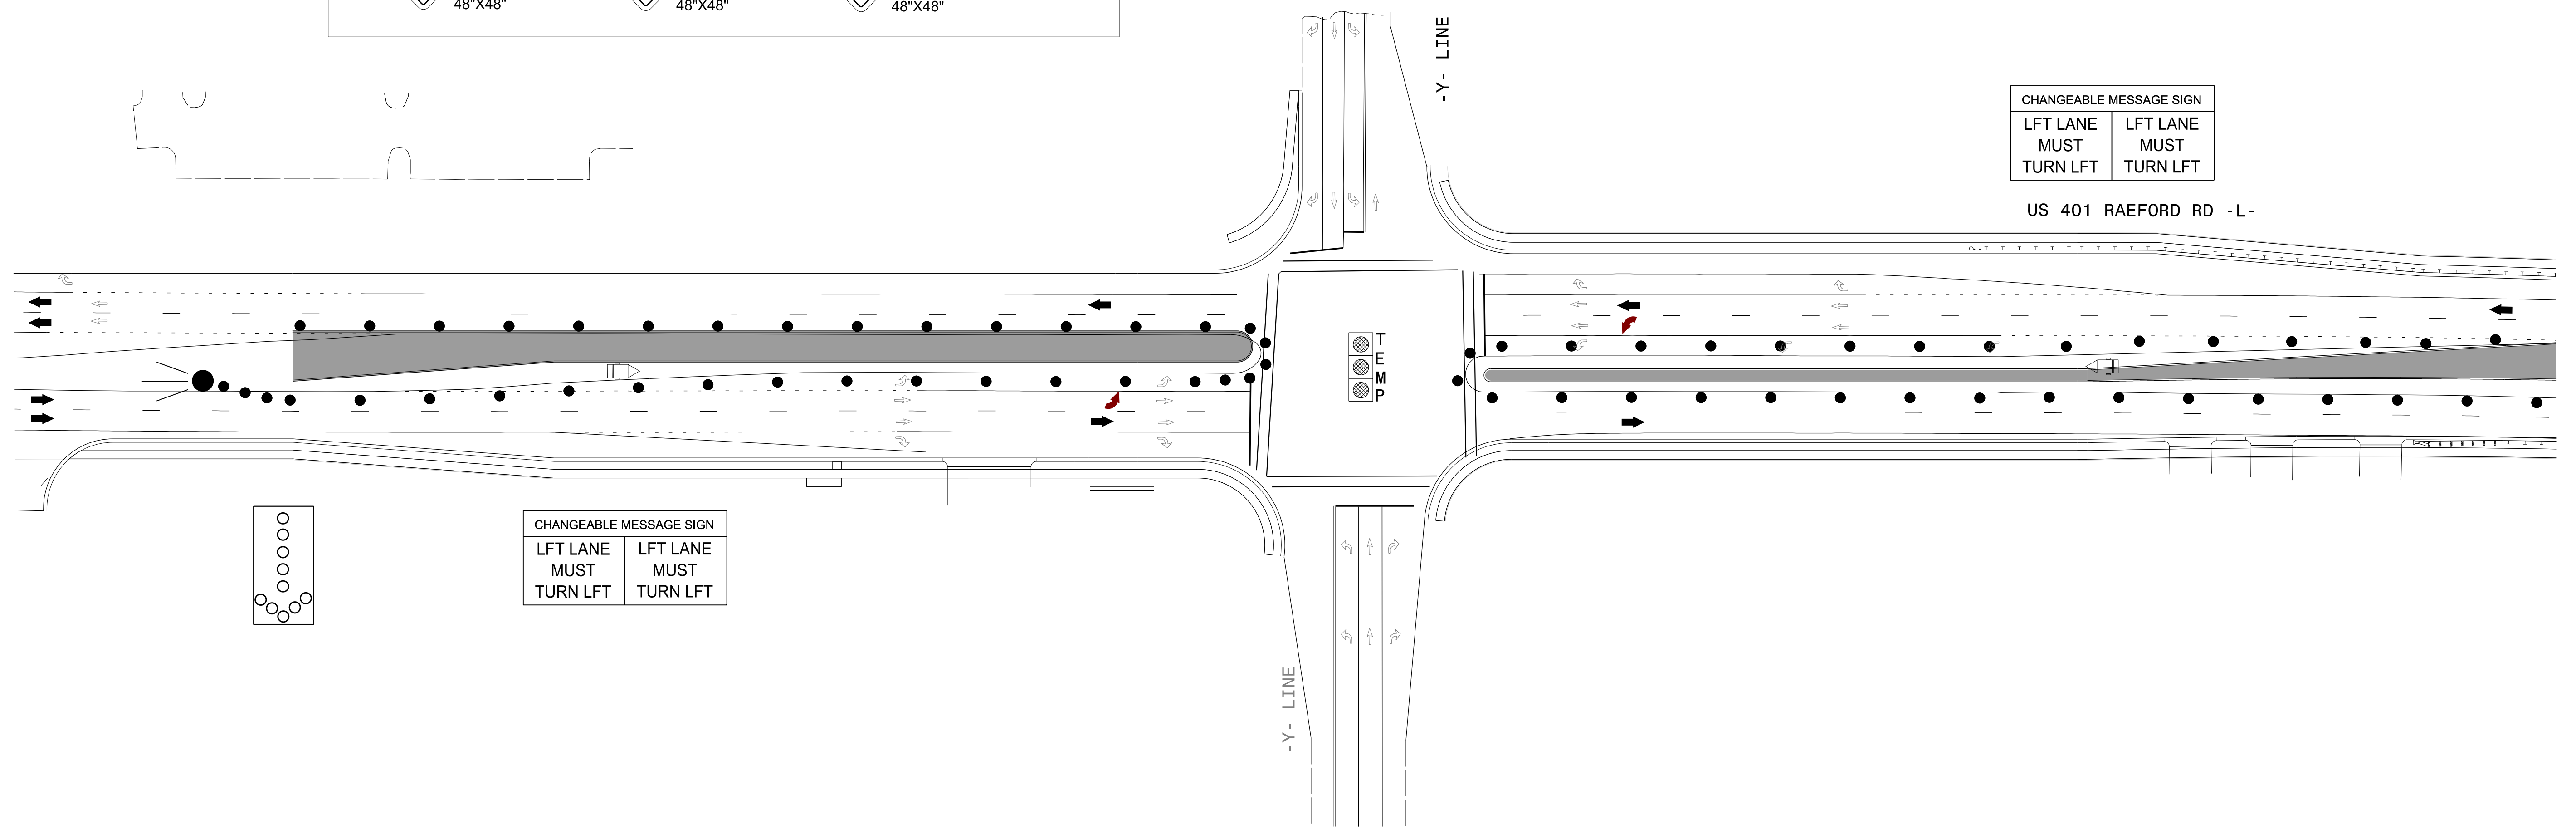 48"X48"
48"X48"
48"X48"
-Y- LINE
CHANGEABLE MESSAGE SIGN
LFT LANE
MUST
TURN LFT
LFT LANE
MUST
TURN LFT
US 401 RAEFORD RD -L-
TEMP
CHANGEABLE MESSAGE SIGN
LFT LANE
MUST
TURN LFT
LFT LANE
MUST
TURN LFT
-Y- LINE